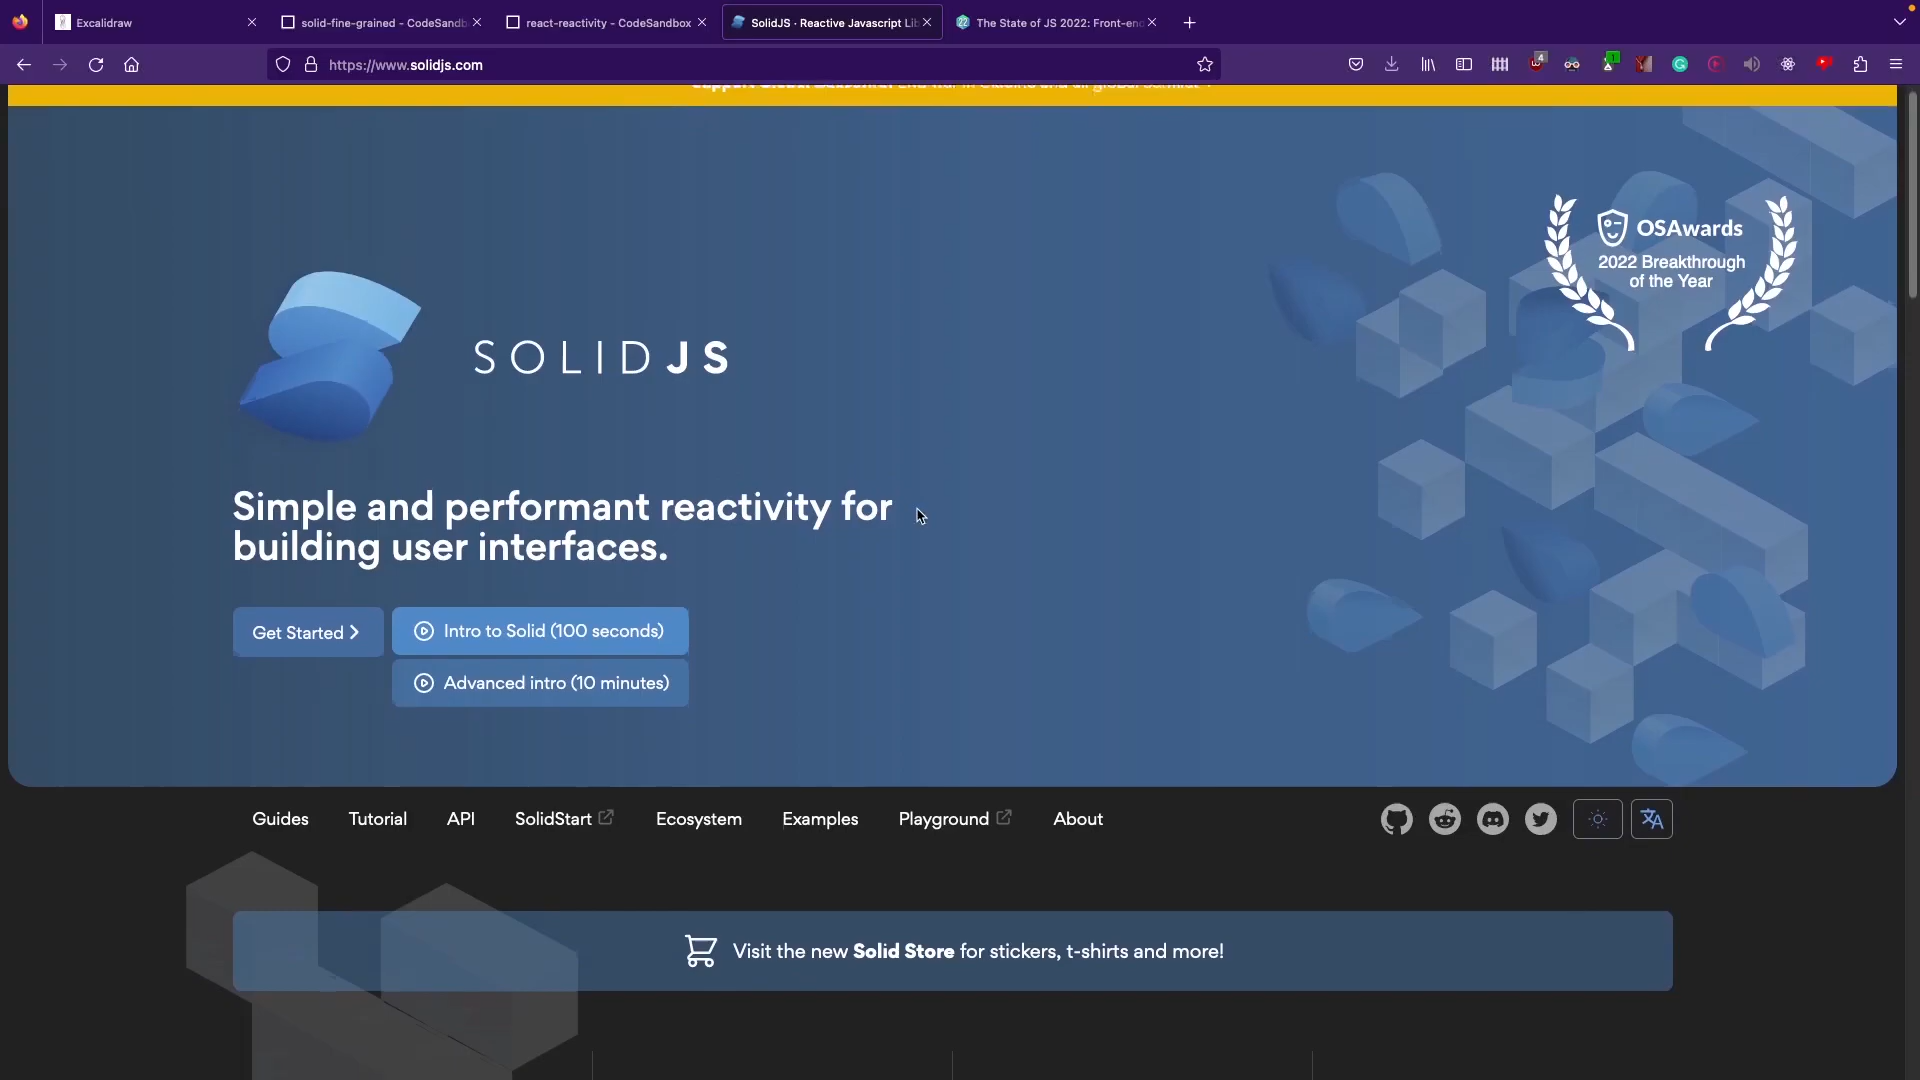 Excalidraw
solid-fine-grained - CodeSandb
react-reactivity - CodeSandbox
SolidJS · Reactive Javascript Lib
The State of JS 2022: Front-end
https://www.solidjs.com
4
1
OSAwards
2022 Breakthrough
of the Year
SOLIDJS
Simple and performant reactivity for
building user interfaces.
Get Started
Intro to Solid (100 seconds)
Advanced intro (10 minutes)
Guides Tutorial API SolidStart Ecosystem Examples Playground About
Visit the new Solid Store for stickers, t-shirts and more!